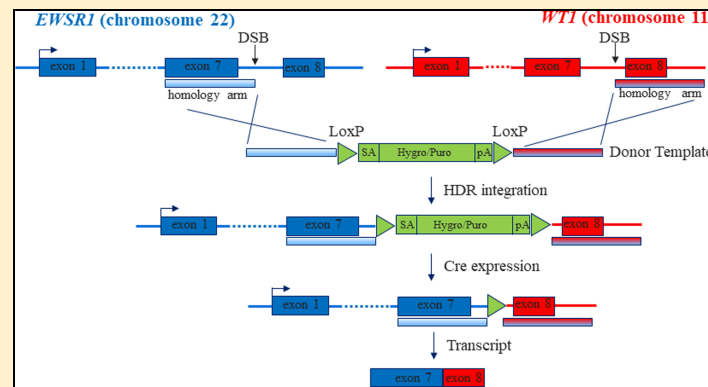 EWSR1 (chromosome 22) WT1 (chromosome 11
DSB DSB
exon 1 exon 7 exon 8 exon 1 exon 7 exon 8
homology arm homology arm
LoxP LoxP
SA Hygro/Puro pA Donor Template
HDR integration
exon 1 exon 7 SA Hygro/Puro pA exon 8
Cre expression
exon 1 exon 7 exon 8
Transcript
exon 7 exon 8